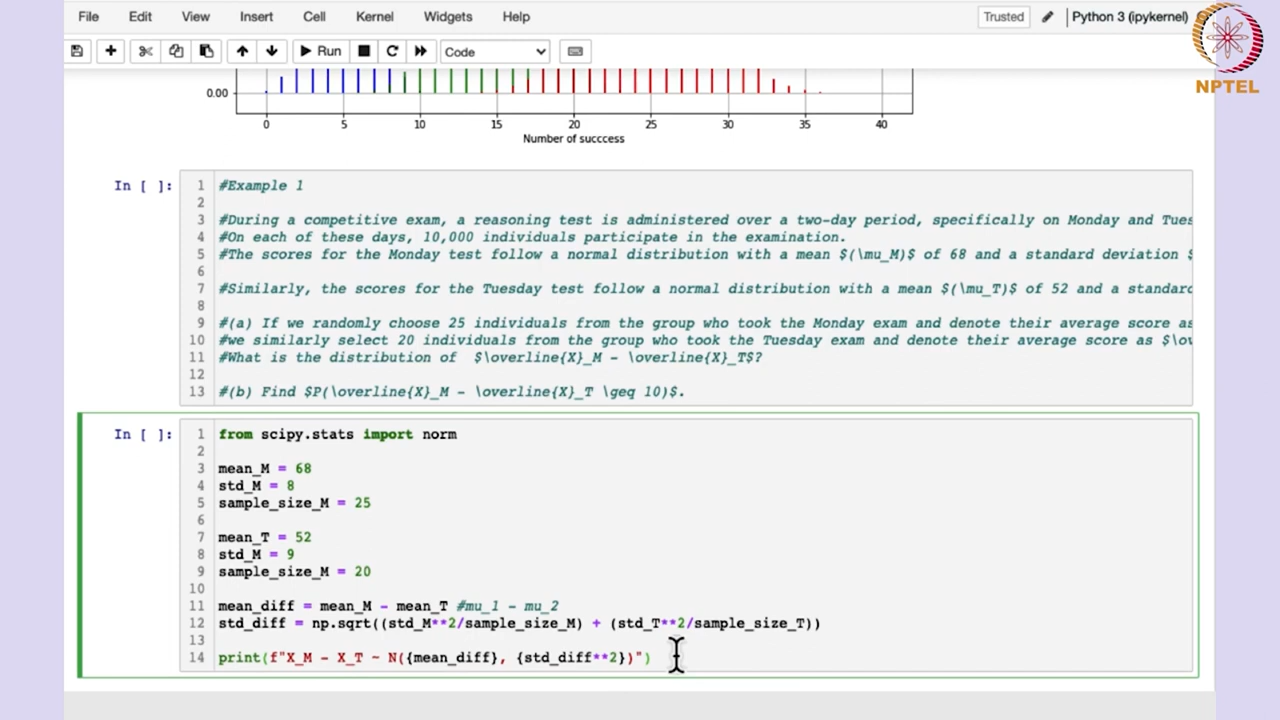 File Edit View Insert Cell Kernel Widgets Help Trusted Python 3 (ipykernel)
Run Code
NPTEL
0.00
0 5 10 15 20 25 30 35 40
Number of succcess
In [ ]:
1 #Example 1
2
3 #During a competitive exam, a reasoning test is administered over a two-day period, specifically on Monday and Tues
4 #On each of these days, 10,000 individuals participate in the examination.
5 #The scores for the Monday test follow a normal distribution with a mean $(\mu_M)$ of 68 and a standard deviation $
6
7 #Similarly, the scores for the Tuesday test follow a normal distribution with a mean $(\mu_T)$ of 52 and a standard
8
9 #(a) If we randomly choose 25 individuals from the group who took the Monday exam and denote their average score as
10 #we similarly select 20 individuals from the group who took the Tuesday exam and denote their average score as $\ov
11 #What is the distribution of $\overline{X}_M - \overline{X}_T$?
12
13 #(b) Find $P(\overline{X}_M - \overline{X}_T \geq 10)$.
In [ ]:
1 from scipy.stats import norm
2
3 mean_M = 68
4 std_M = 8
5 sample_size_M = 25
6
7 mean_T = 52
8 std_M = 9
9 sample_size_M = 20
10
11 mean_diff = mean_M - mean_T #mu_1 - mu_2
12 std_diff = np.sqrt((std_M**2/sample_size_M) + (std_T**2/sample_size_T))
13
14 print(f"X_M - X_T ~ N({mean_diff}, {std_diff**2})")